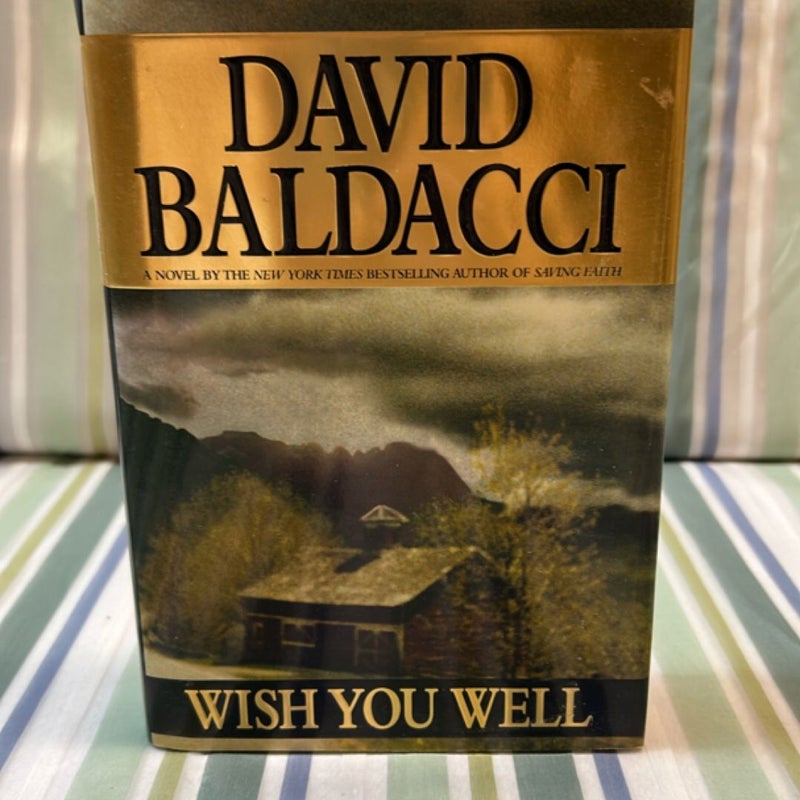 DAVID
BALDACCI
A NOVEL BY THE NEW YORK TIMES BESTSELLING AUTHOR OF SAVING FAITH
WISH YOU WELL